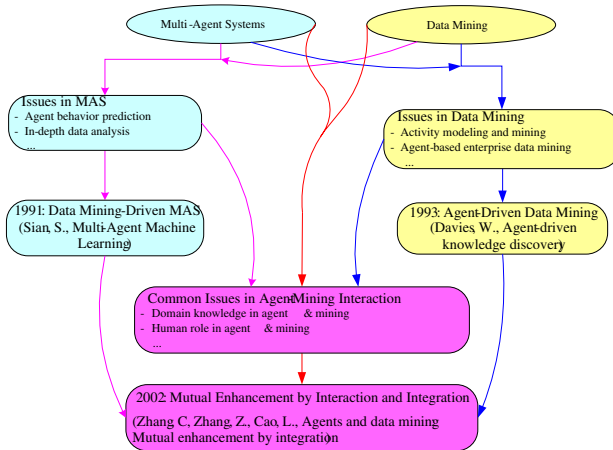 Multi-Agent Systems
Data Mining
Issues in MAS
- Agent behavior prediction
- In-depth data analysis
...
Issues in Data Mining
- Activity modeling and mining
- Agent-based enterprise data mining
...
1991: Data Mining-Driven MAS
(Sian, S., Multi-Agent Machine
Learning)
1993: Agent-Driven Data Mining
(Davies, W., Agent-driven
knowledge discovery)
Common Issues in Agent-Mining Interaction
- Domain knowledge in agent & mining
- Human role in agent & mining
...
2002: Mutual Enhancement by Interaction and Integration
(Zhang, C, Zhang, Z., Cao, L., Agents and data mining
Mutual enhancement by integration)